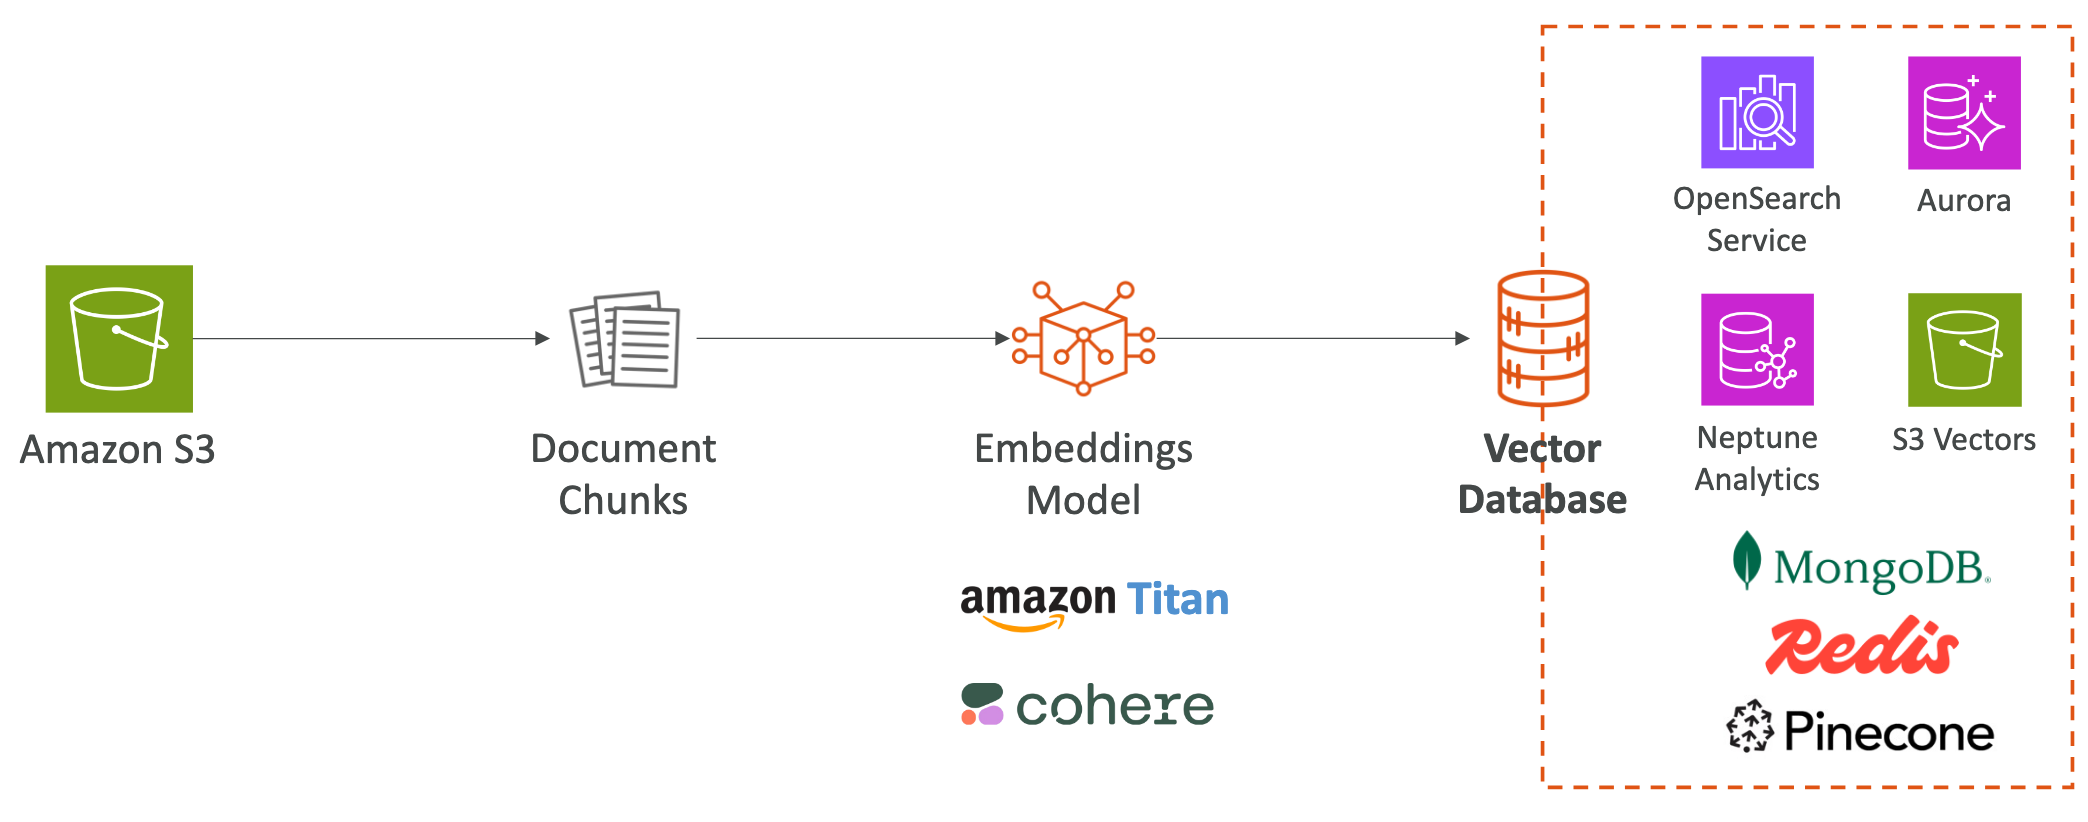 Amazon S3
Document
Chunks
Embeddings
Model
amazon Titan
cohere
Vector
Database
OpenSearch
Service
Aurora
Neptune
Analytics
S3 Vectors
MongoDB®
Redis
Pinecone